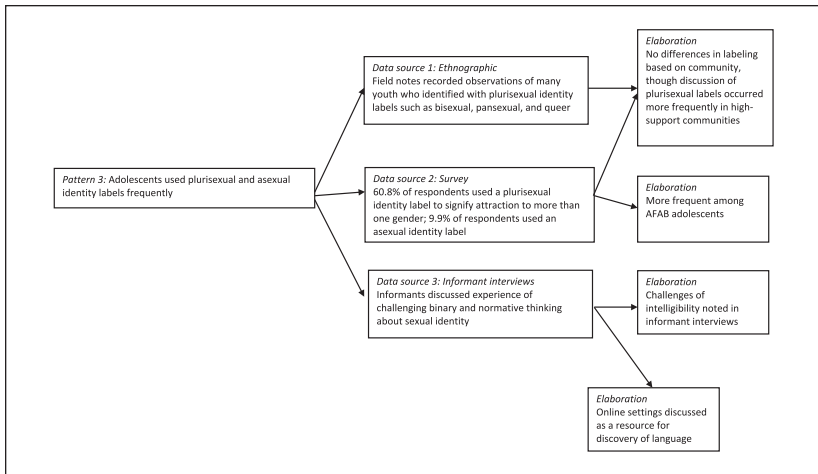 Pattern 3: Adolescents used plurisexual and asexual
identity labels frequently
Data source 1: Ethnographic
Field notes recorded observations of many
youth who identified with plurisexual identity
labels such as bisexual, pansexual, and queer
Data source 2: Survey
60.8% of respondents used a plurisexual
identity label to signify attraction to more than
one gender; 9.9% of respondents used an
asexual identity label
Data source 3: Informant interviews
Informants discussed experience of
challenging binary and normative thinking
about sexual identity
Elaboration
No differences in labeling
based on community,
though discussion of
plurisexual labels occurred
more frequently in high-
support communities
Elaboration
More frequent among
AFAB adolescents
Elaboration
Challenges of
intelligibility noted in
informant interviews
Elaboration
Online settings discussed
as a resource for
discovery of language